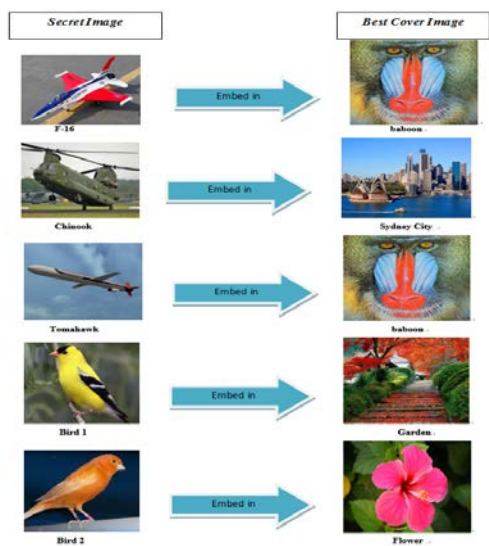 Secret Image Best Cover Image
Embed in
F-16 baboon
Embed in
Chinook Sydney City
Embed in
Tomahawk baboon
Embed in
Bird 1 Garden
Embed in
Bird 2 Flower